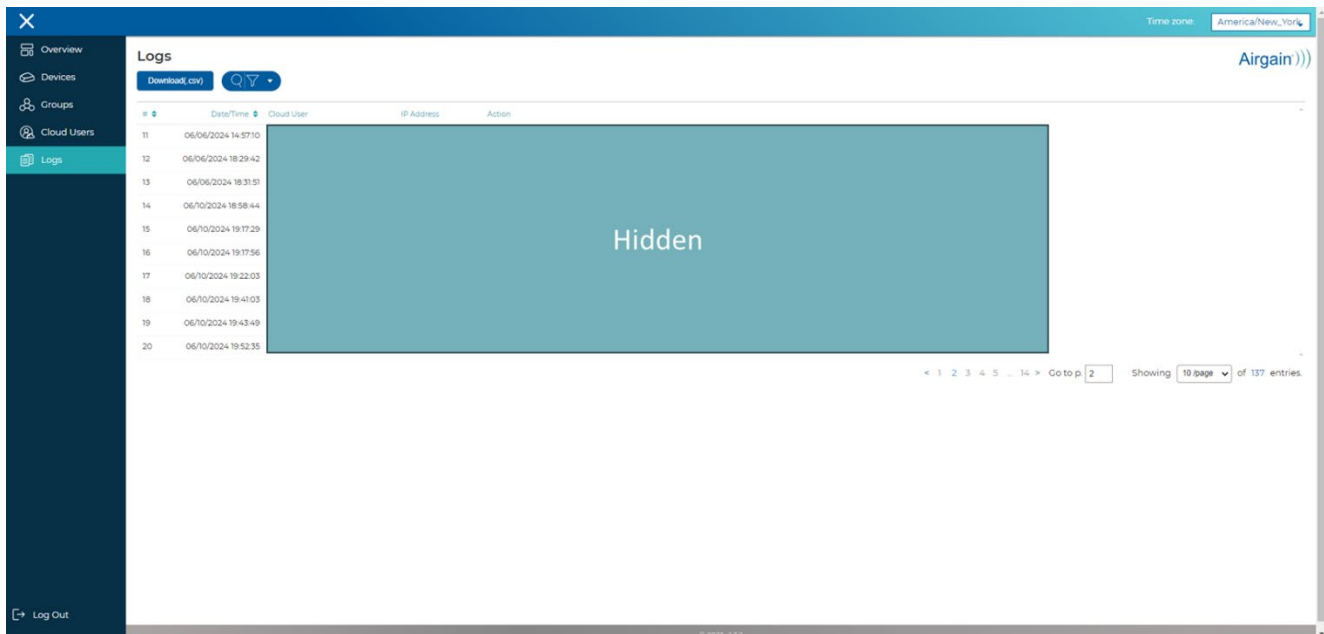 Time zone: America/New_York
Overview
Devices
Groups
Cloud Users
Logs
Log Out
Logs
Airgain
Download(.csv)
# Date/Time Cloud User IP Address Action
11 06/06/2024 14:57:10
12 06/06/2024 18:29:42
13 06/06/2024 18:31:51
14 06/10/2024 18:58:44
15 06/10/2024 19:17:29
16 06/10/2024 19:17:56
17 06/10/2024 19:22:03
18 06/10/2024 19:41:03
19 06/10/2024 19:43:49
20 06/10/2024 19:52:35
Hidden
< 1 2 3 4 5 ... 14 > Go to p. 2 Showing 10 /page of 137 entries.